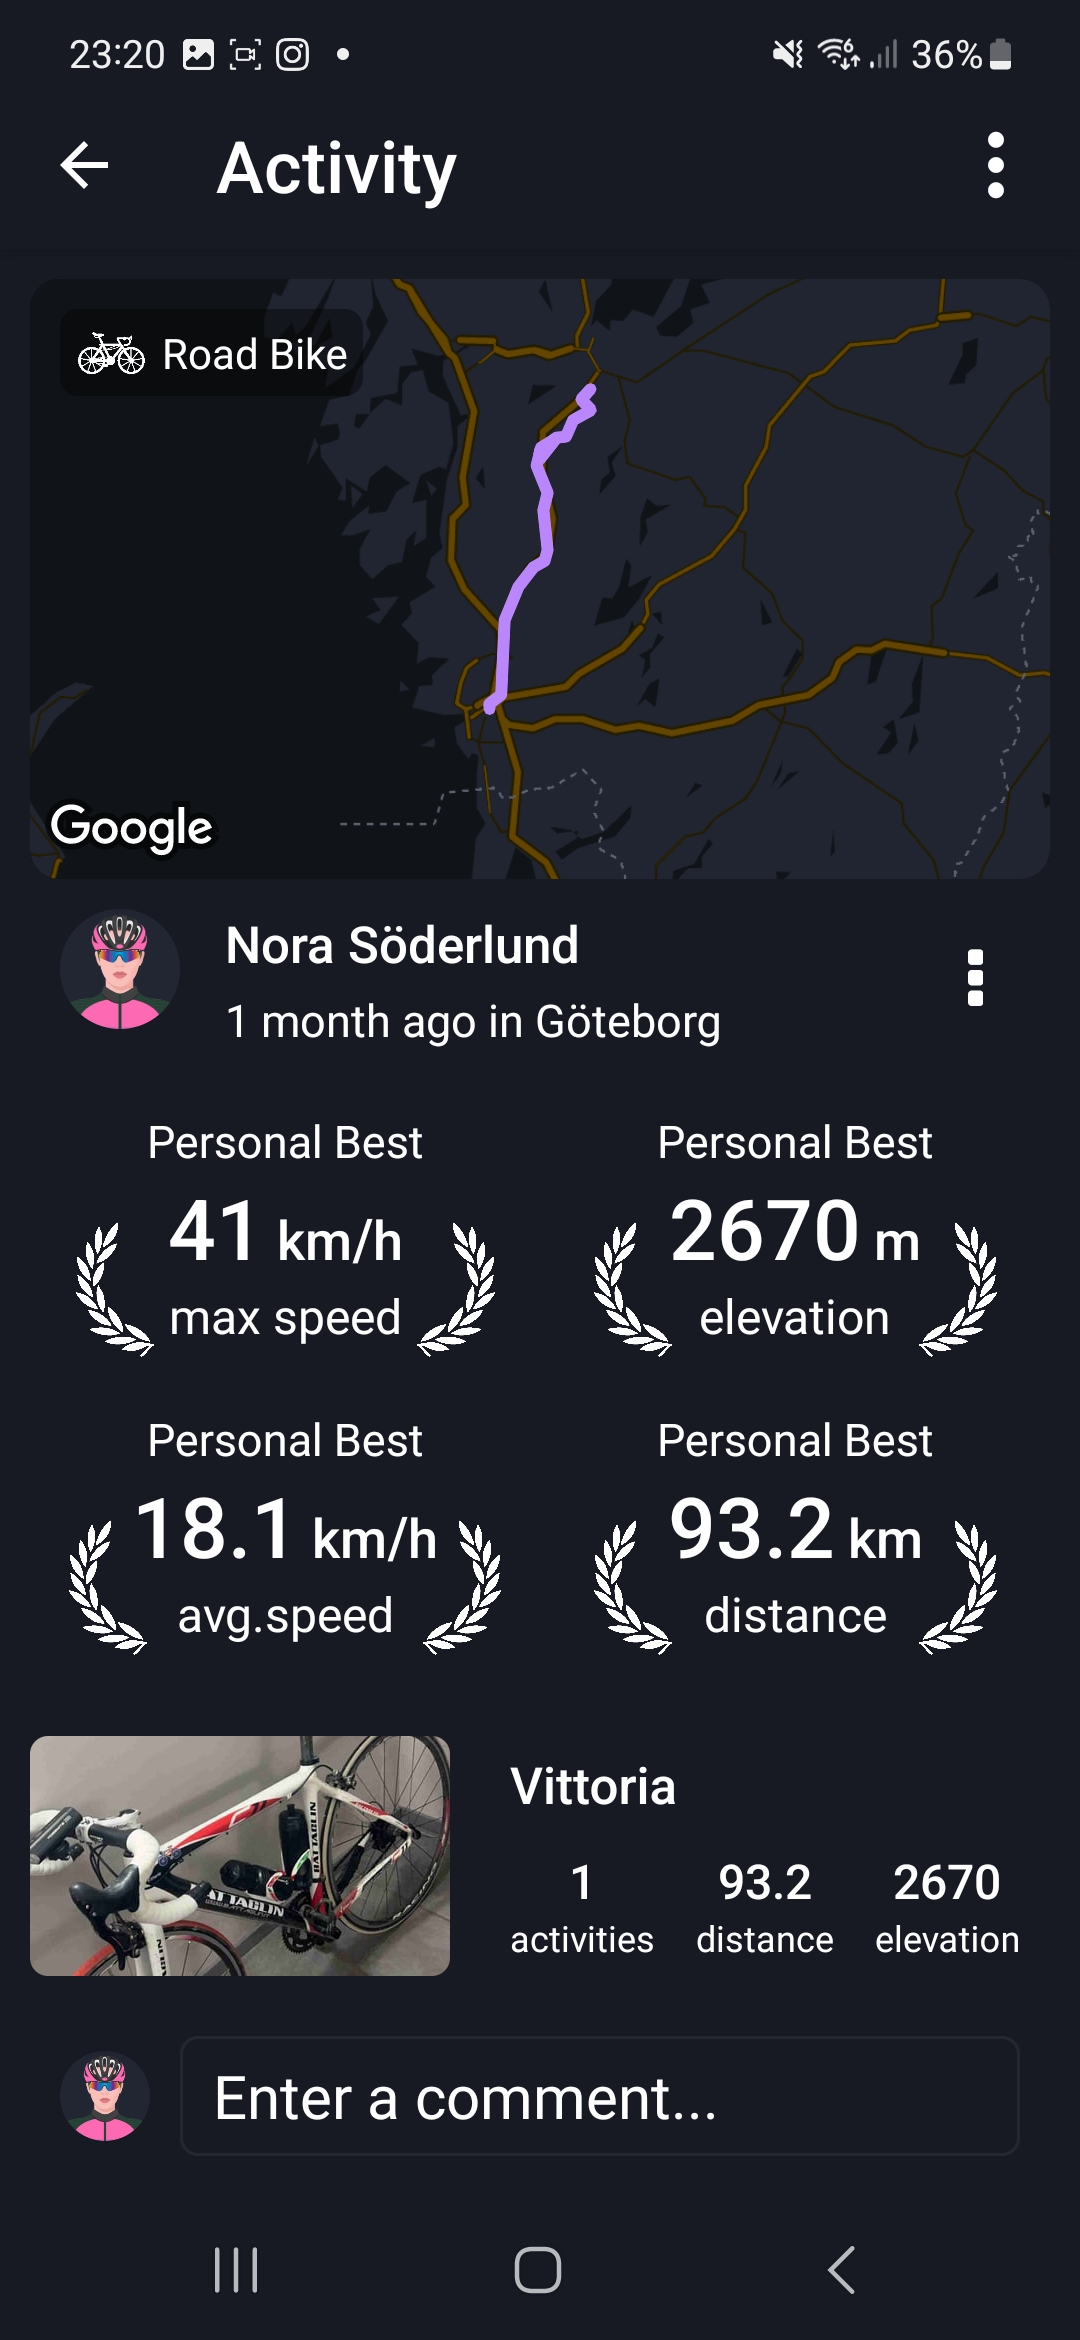 23:20 36%
Activity
Road Bike
Google
Nora Söderlund
1 month ago in Göteborg
Personal Best Personal Best
41 km/h 2670 m
max speed elevation
Personal Best Personal Best
18.1 km/h 93.2 km
avg.speed distance
Vittoria
1 93.2 2670
activities distance elevation
BATTAGLIN
BATTAGLIN
Enter a comment...